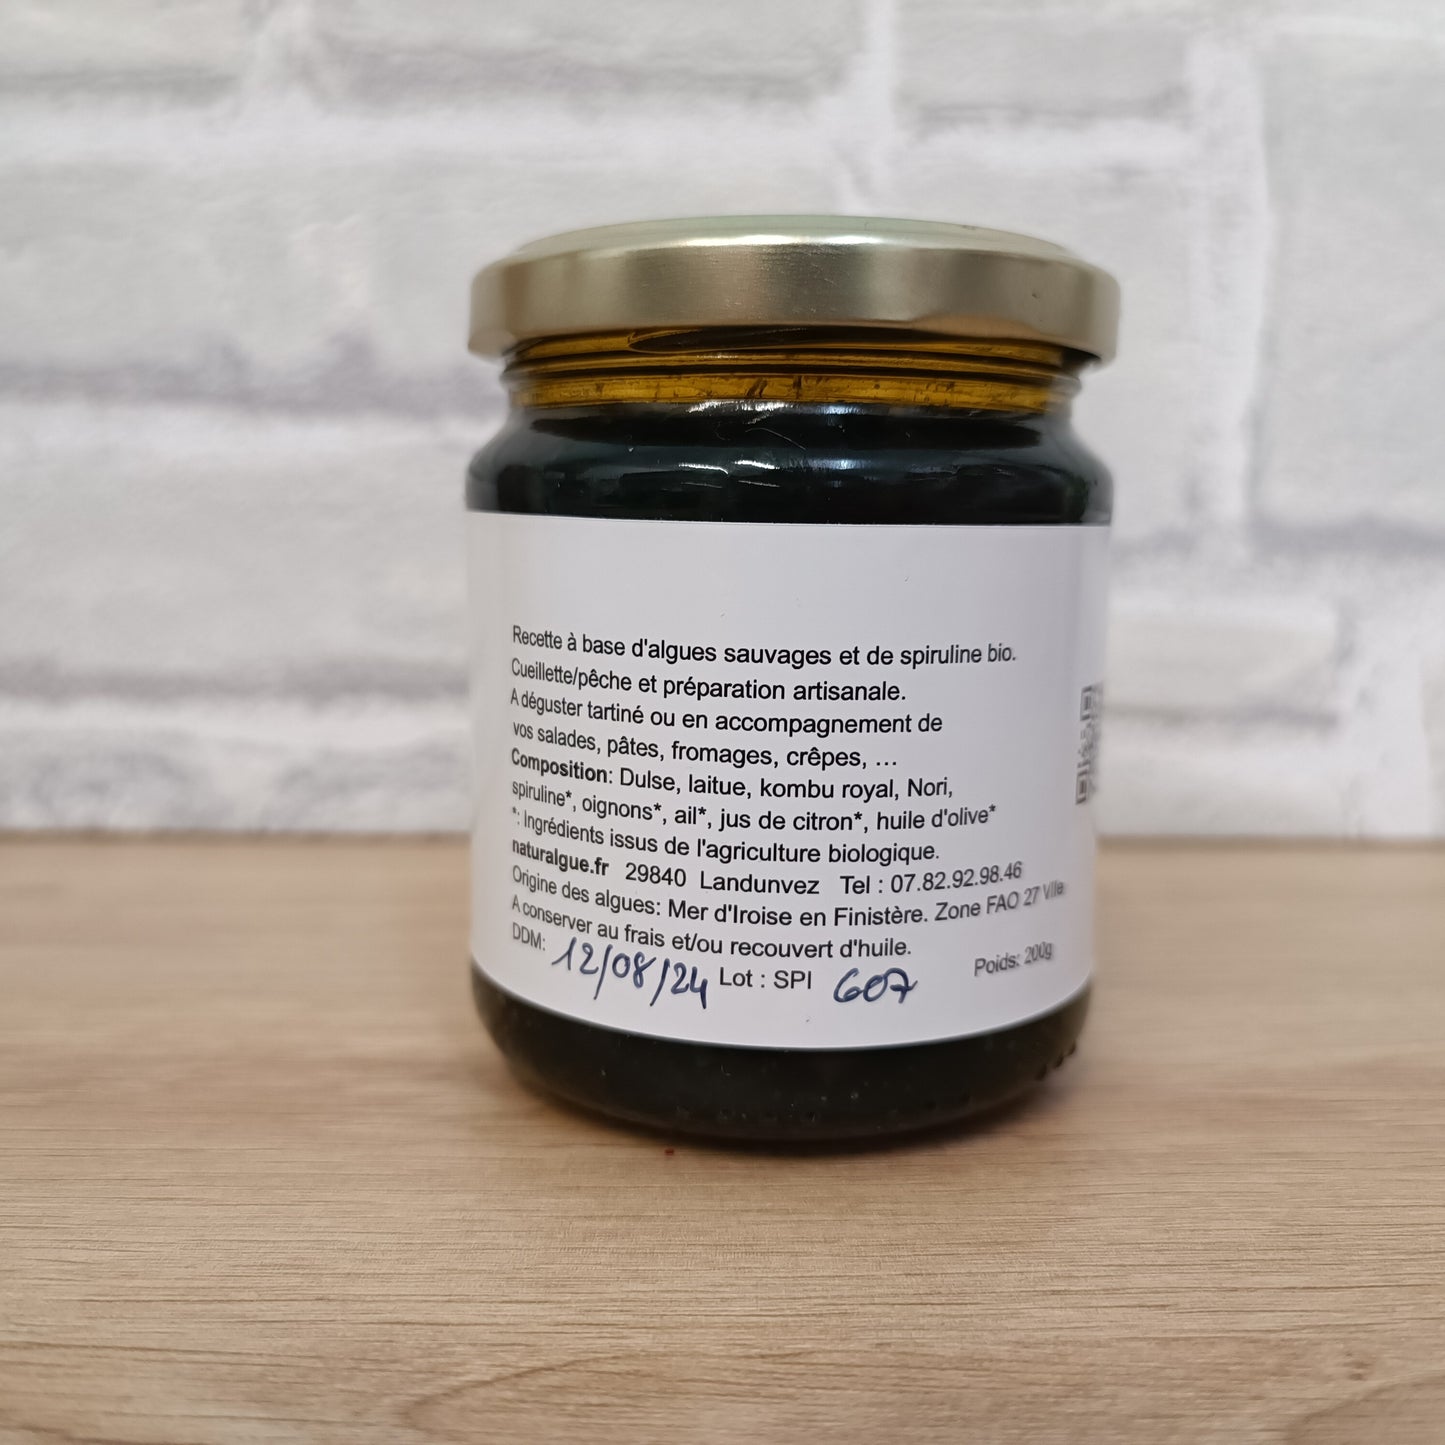 Recette à base d'algues sauvages et de spiruline bio.
Cueillette/pêche et préparation artisanale.
A déguster tartiné ou en accompagnement de
vos salades, pâtes, fromages, crêpes, ...
Composition: Dulse, laitue, kombu royal, Nori,
spiruline*, oignons*, ail*, jus de citron*, huile d'olive*
*: Ingrédients issus de l'agriculture biologique.
naturalgue.fr 29840 Landunvez Tel : 07.82.92.98.46
Origine des algues: Mer d'Iroise en Finistère. Zone FAO 27 VIIe
A conserver au frais et/ou recouvert d'huile.
DDM: 12/08/24 Lot : SPI 607 Poids: 200g